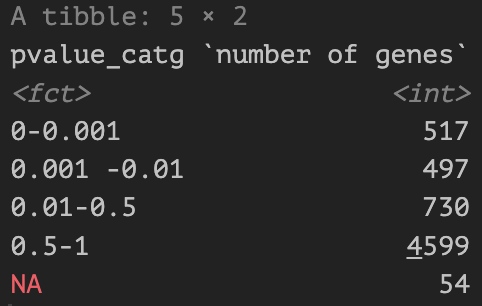 A tibble: 5 × 2
pvalue_catg `number of genes`
<fct> <int>
0-0.001 517
0.001 -0.01 497
0.01-0.5 730
0.5-1 4599
NA 54